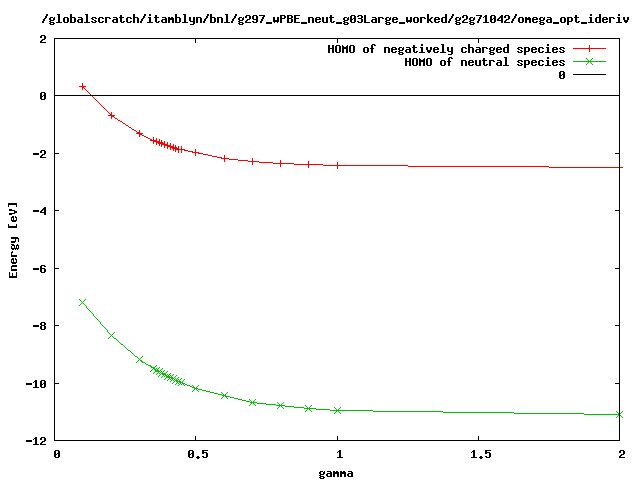 /globalscratch/itamblyn/bnl/g297_wPBE_neut_g03Large_worked/g2g71042/omega_opt_ideriv
HOMO of negatively charged species
HOMO of neutral species
0
2
0
-2
-4
-6
-8
-10
-12
Energy [eV]
0 0.5 1 1.5 2
gamma